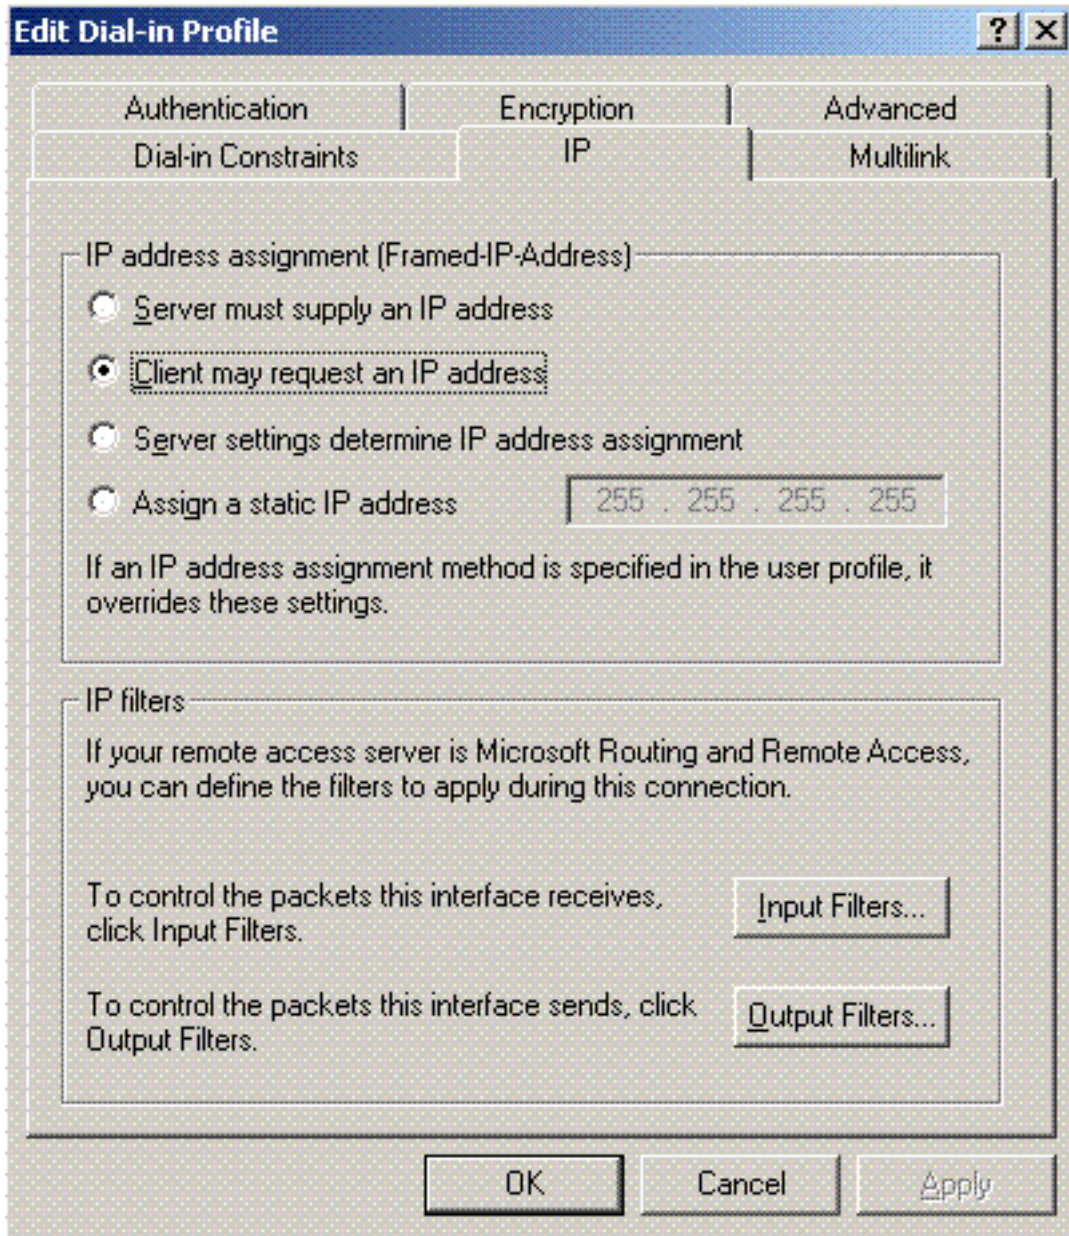 Edit Dial-in Profile
Authentication
Encryption
Advanced
Dial-in Constraints
IP
Multilink
IP address assignment (Framed-IP-Address)
Server must supply an IP address
Client may request an IP address
Server settings determine IP address assignment
Assign a static IP address
255 . 255 . 255 . 255
If an IP address assignment method is specified in the user profile, it
overrides these settings.
IP filters
If your remote access server is Microsoft Routing and Remote Access,
you can define the filters to apply during this connection.
To control the packets this interface receives,
click Input Filters.
Input Filters...
To control the packets this interface sends, click
Output Filters.
Output Filters...
OK
Cancel
Apply